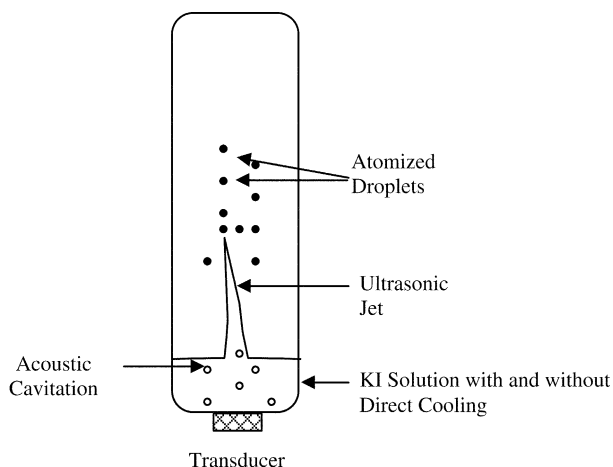 Atomized
Droplets
Ultrasonic
Jet
Acoustic
Cavitation
KI Solution with and without
Direct Cooling
Transducer